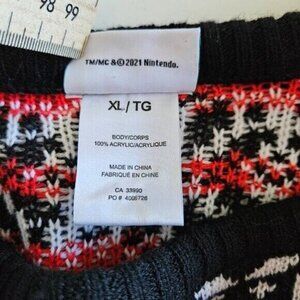 98 99
TM/MC &©2021 Nintendo.
XL / TG
BODY/CORPS
100% ACRYLIC/ACRYLIQUE
MADE IN CHINA
FABRIQUÉ EN CHINE
CA 33990
PO # 4006726